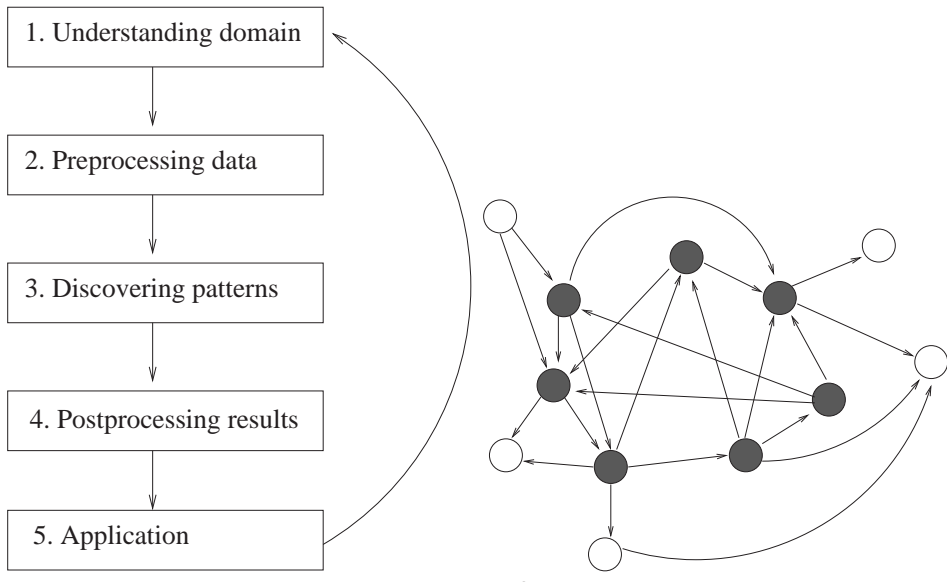 1. Understanding domain
2. Preprocessing data
3. Discovering patterns
4. Postprocessing results
5. Application